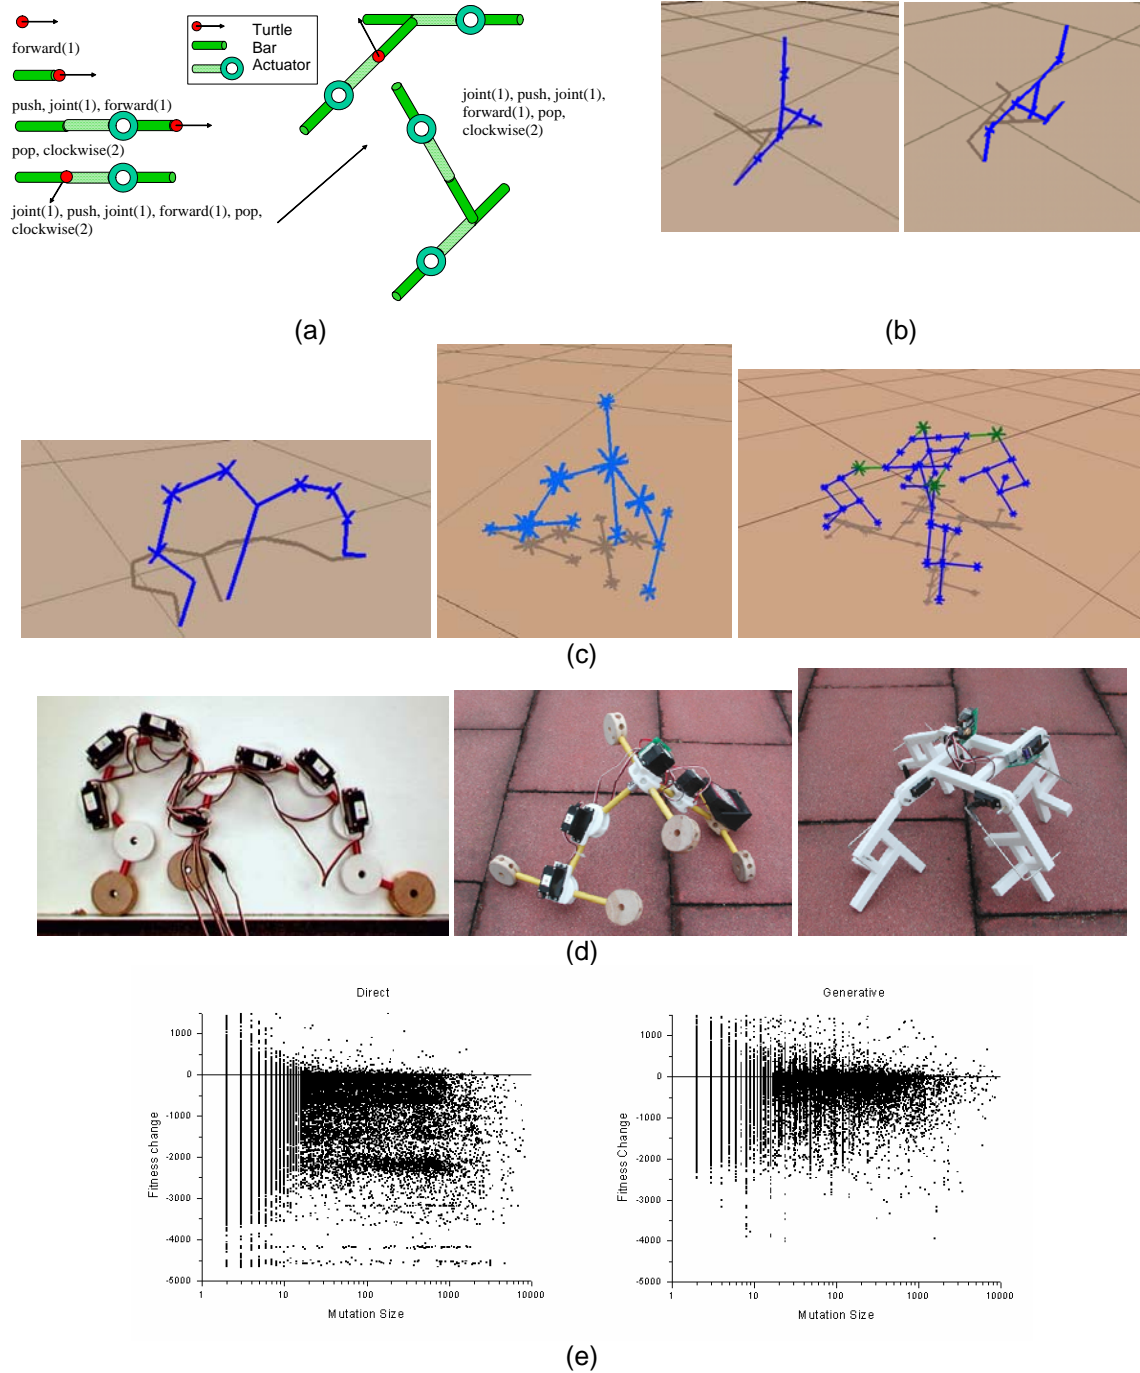 forward(1)
push, joint(1), forward(1)
pop, clockwise(2)
joint(1), push, joint(1), forward(1), pop,
clockwise(2)
Turtle
Bar
Actuator
joint(1), push, joint(1),
forward(1), pop,
clockwise(2)
(a)
(b)
(c)
(d)
Direct
Fitness change
1000
0
-1000
-2000
-3000
-4000
-5000
1
10
100
1000
10000
Mutation Size
Generative
Fitness Change
1000
0
-1000
-2000
-3000
-4000
-5000
1
10
100
1000
10000
Mutation Size
(e)